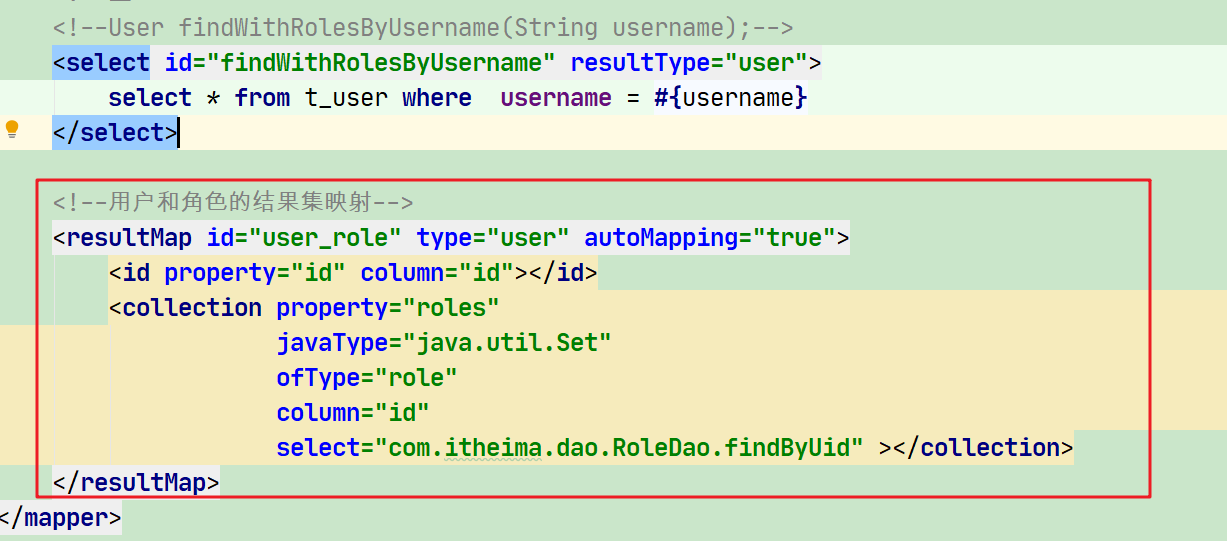 <!--User findWithRolesByUsername(String username);-->
<select id="findWithRolesByUsername" resultType="user">
select * from t_user where  username = #{username}
</select>
<!--用户和角色的结果集映射-->
<resultMap id="user_role" type="user" autoMapping="true">
<id property="id" column="id"></id>
<collection property="roles"
javaType="java.util.Set"
ofType="role"
column="id"
select="com.itheima.dao.RoleDao.findByUid" ></collection>
</resultMap>
</mapper>